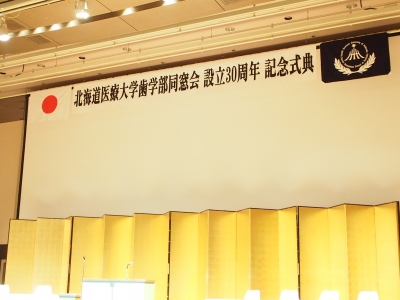 北海道医療大学歯学部同窓会 設立30周年 記念式典